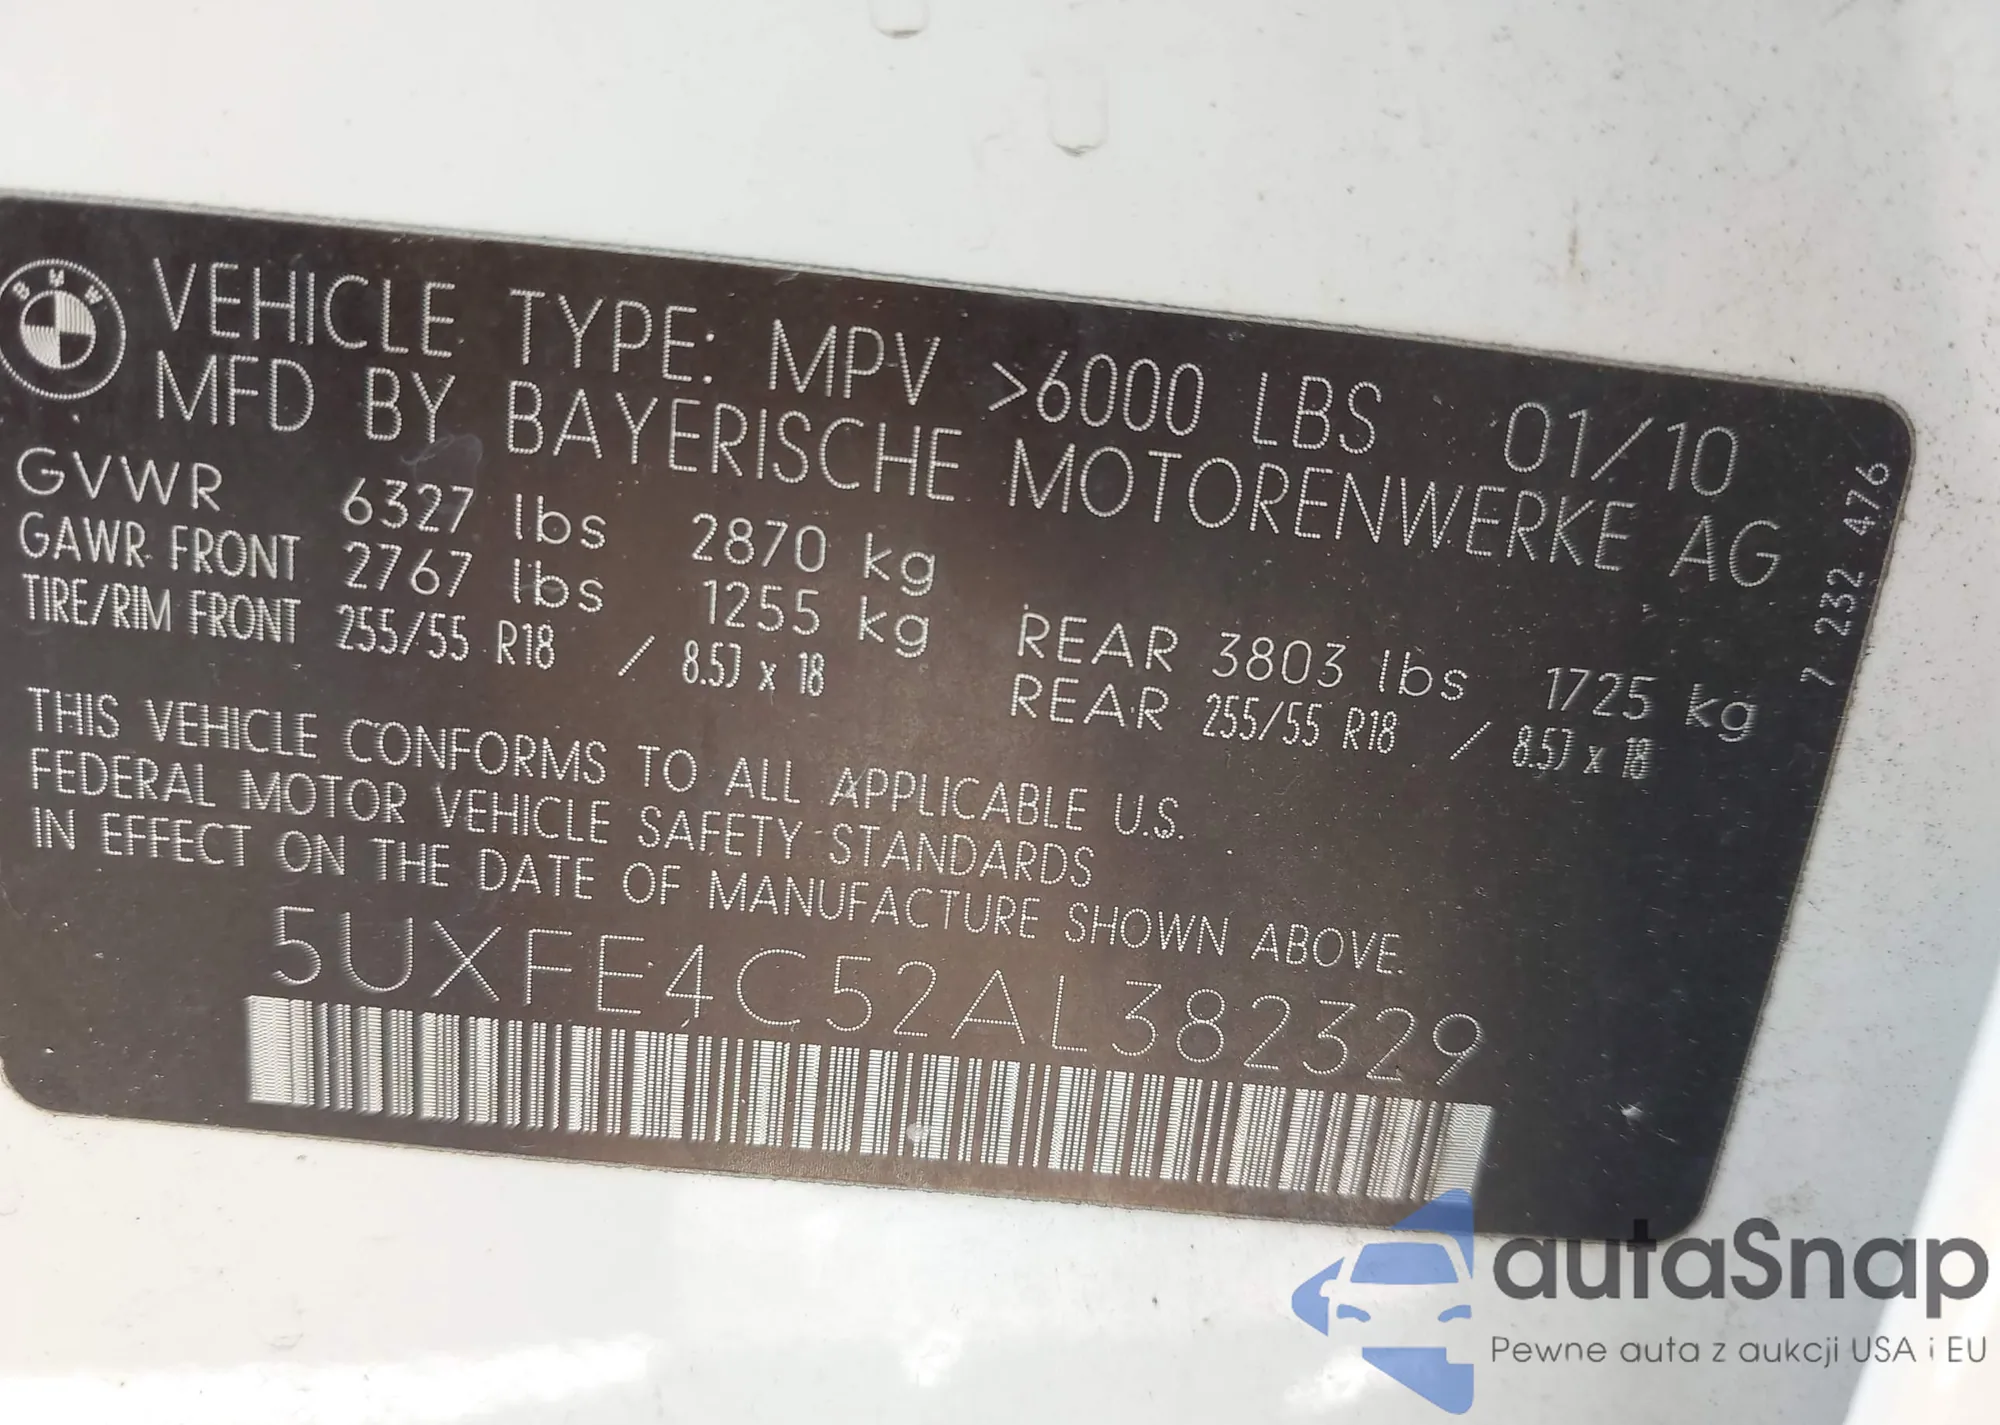 BMW
VEHICLE TYPE: MPV >6000 LBS 01/10
MFD BY BAYERISCHE MOTORENWERKE AG
GVWR 6327 lbs 2870 kg
GAWR FRONT 2767 lbs 1255 kg REAR 3803 lbs 1725 kg
TIRE/RIM FRONT 255/55 R18 / 8.5J x 18 REAR 255/55 R18 / 8.5J x 18
THIS VEHICLE CONFORMS TO ALL APPLICABLE U.S.
FEDERAL MOTOR VEHICLE SAFETY STANDARDS
IN EFFECT ON THE DATE OF MANUFACTURE SHOWN ABOVE.
5UXFE4C52AL382329
7 232 476
autaSnap
Pewne auta z aukcji USA i EU